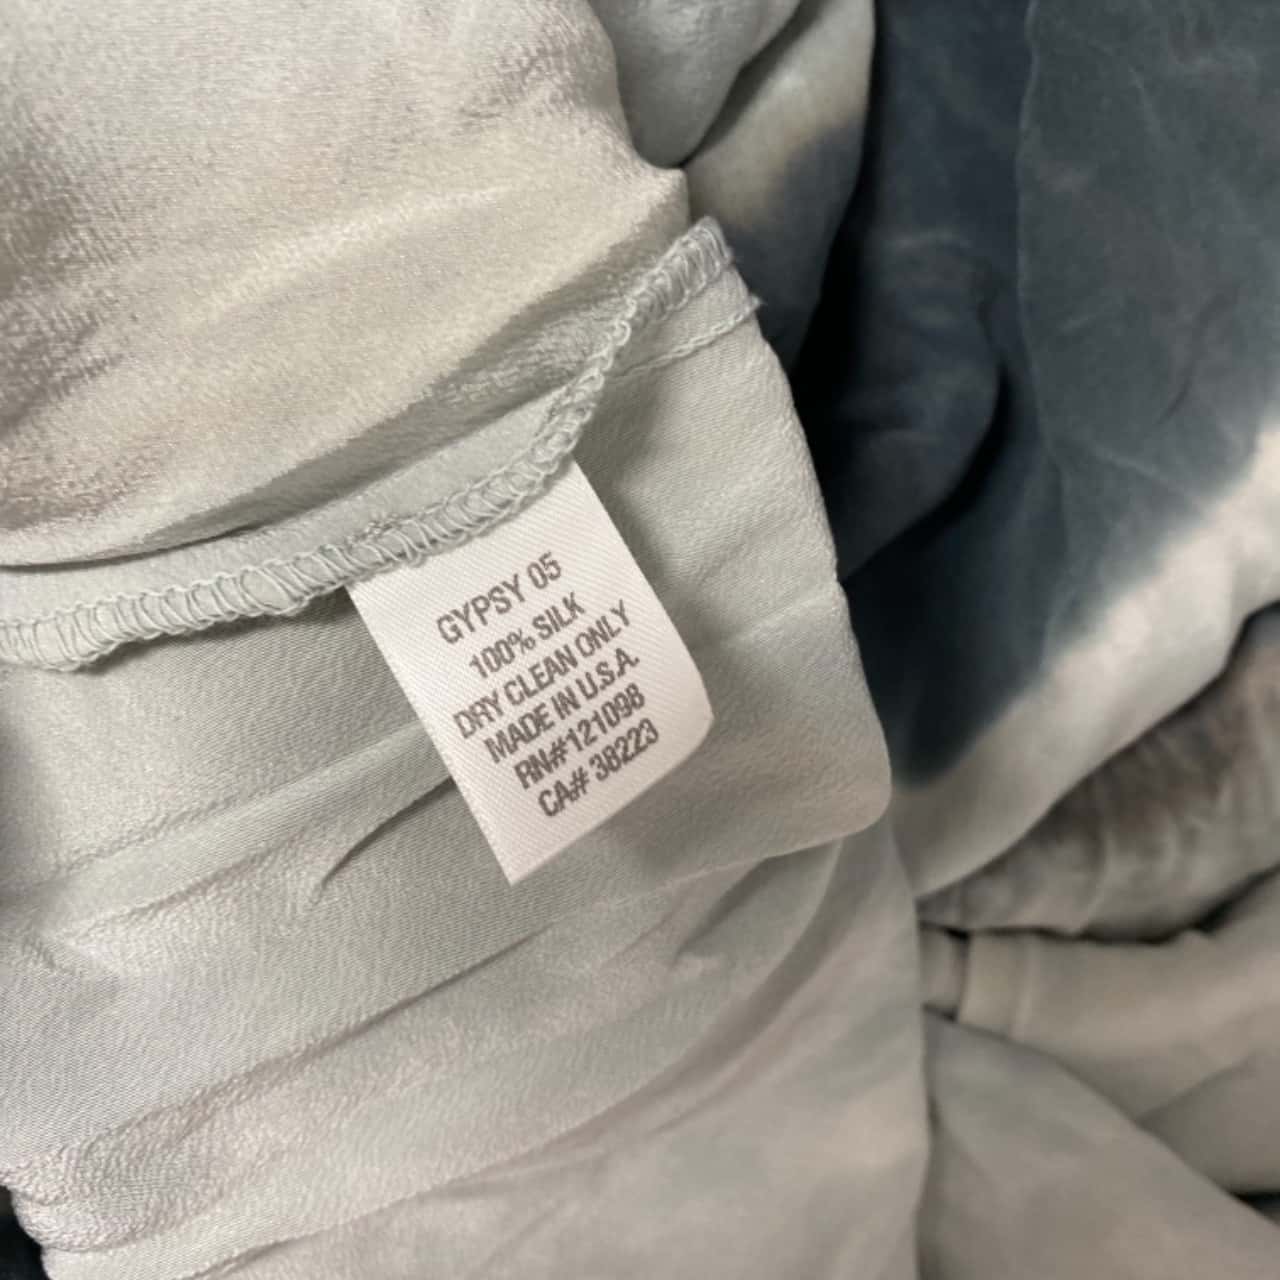 GYPSY 05
100% SILK
DRY CLEAN ONLY
MADE IN U.S.A.
RN#121098
CA# 38223